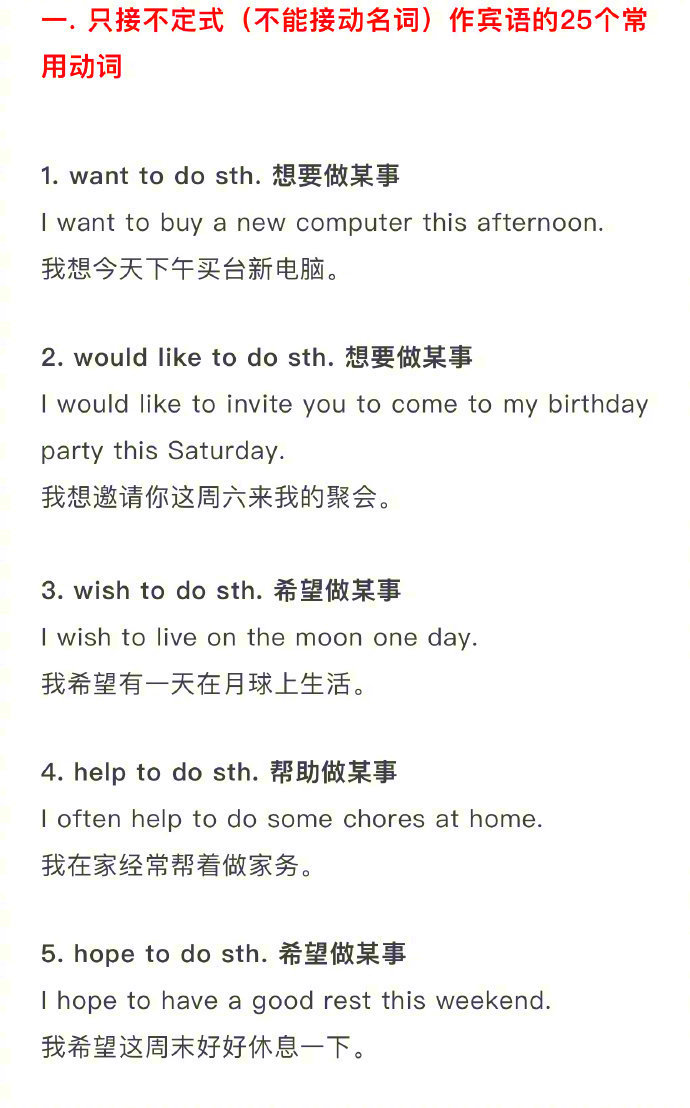 一. 只接不定式（不能接动名词）作宾语的25个常
用动词
1. want to do sth. 想要做某事
I want to buy a new computer this afternoon.
我想今天下午买台新电脑。
2. would like to do sth. 想要做某事
I would like to invite you to come to my birthday
party this Saturday.
我想邀请你这周六来我的聚会。
3. wish to do sth. 希望做某事
I wish to live on the moon one day.
我希望有一天在月球上生活。
4. help to do sth. 帮助做某事
I often help to do some chores at home.
我在家经常帮着做家务。
5. hope to do sth. 希望做某事
I hope to have a good rest this weekend.
我希望这周末好好休息一下。